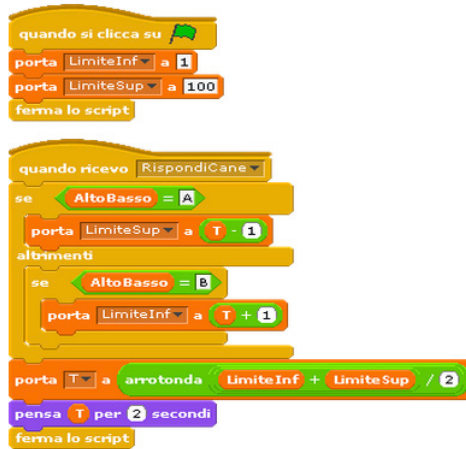 quando si clicca su
porta LimiteInf a 1
porta LimiteSup a 100
ferma lo script
quando ricevo RispondiCane
se AltoBasso = A
porta LimiteSup a T - 1
altrimenti
se AltoBasso = B
porta LimiteInf a T + 1
porta T a arrotonda LimiteInf + LimiteSup / 2
pensa T per 2 secondi
ferma lo script